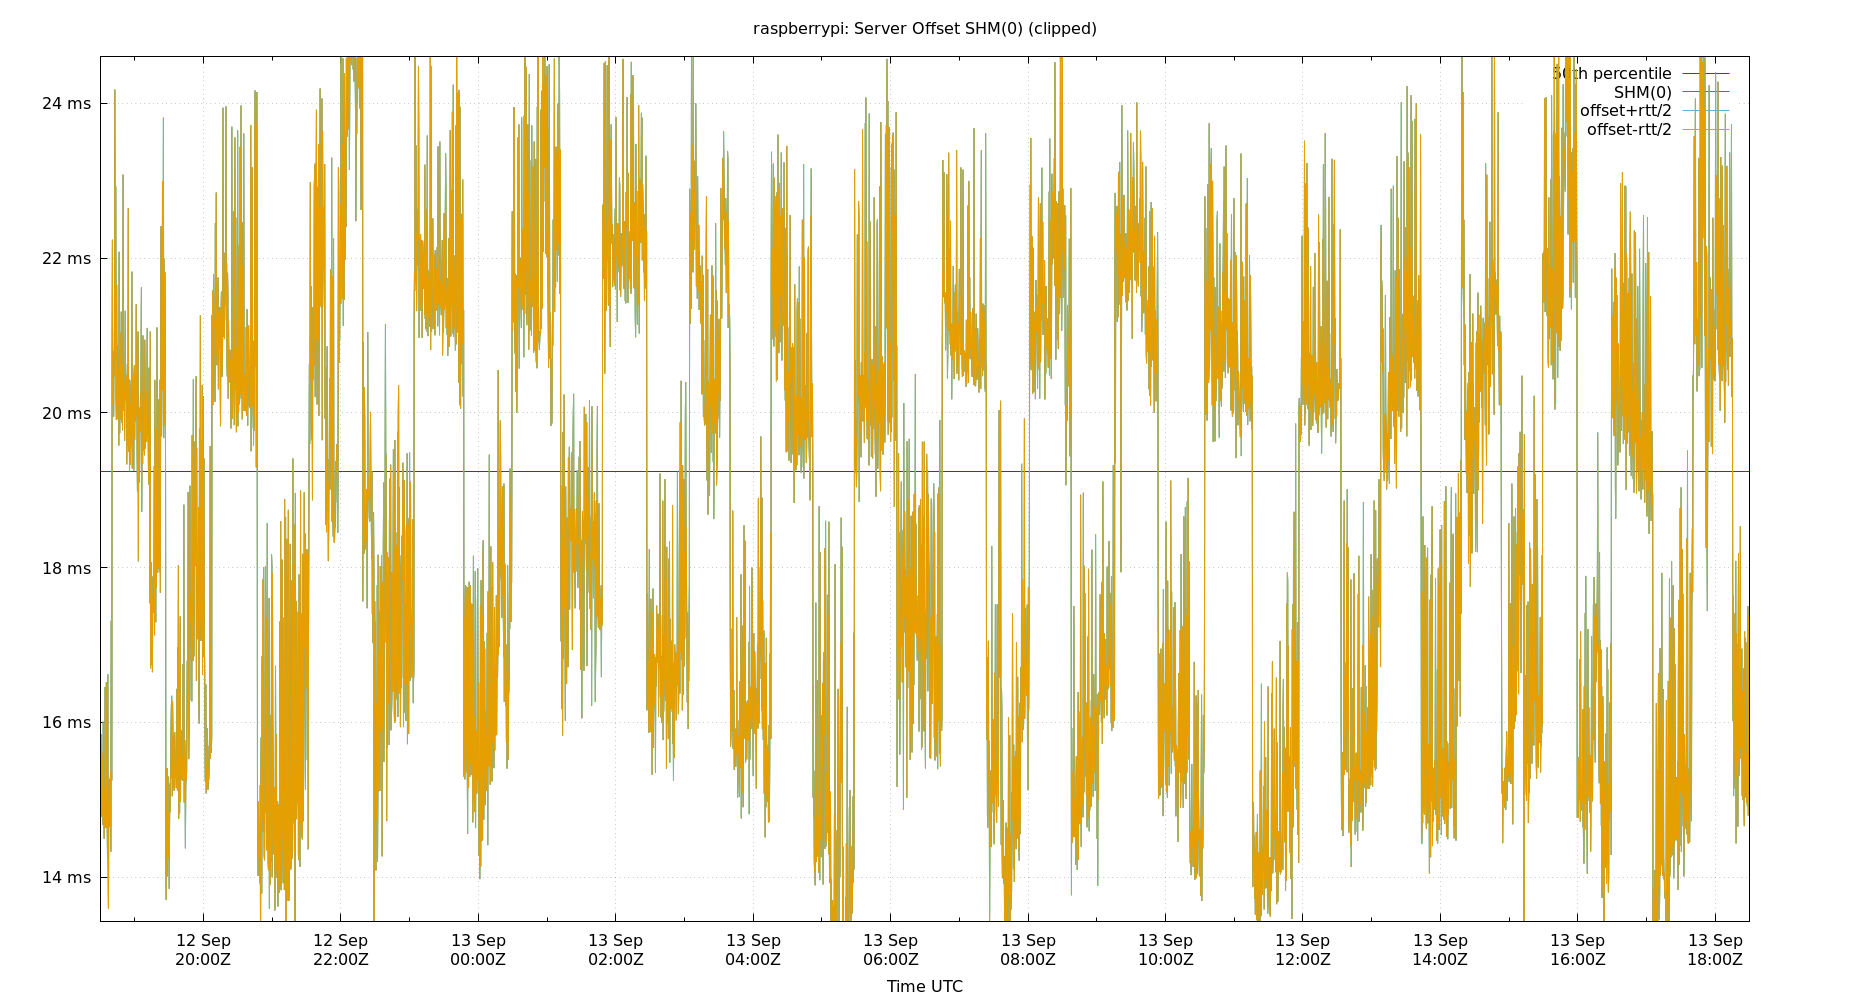 raspberrypi: Server Offset SHM(0) (clipped)
50th percentile
SHM(0)
offset+rtt/2
offset-rtt/2
24 ms
22 ms
20 ms
18 ms
16 ms
14 ms
12 Sep 12 Sep 13 Sep 13 Sep 13 Sep 13 Sep 13 Sep 13 Sep 13 Sep 13 Sep 13 Sep 13 Sep
20:00Z 22:00Z 00:00Z 02:00Z 04:00Z 06:00Z 08:00Z 10:00Z 12:00Z 14:00Z 16:00Z 18:00Z
Time UTC